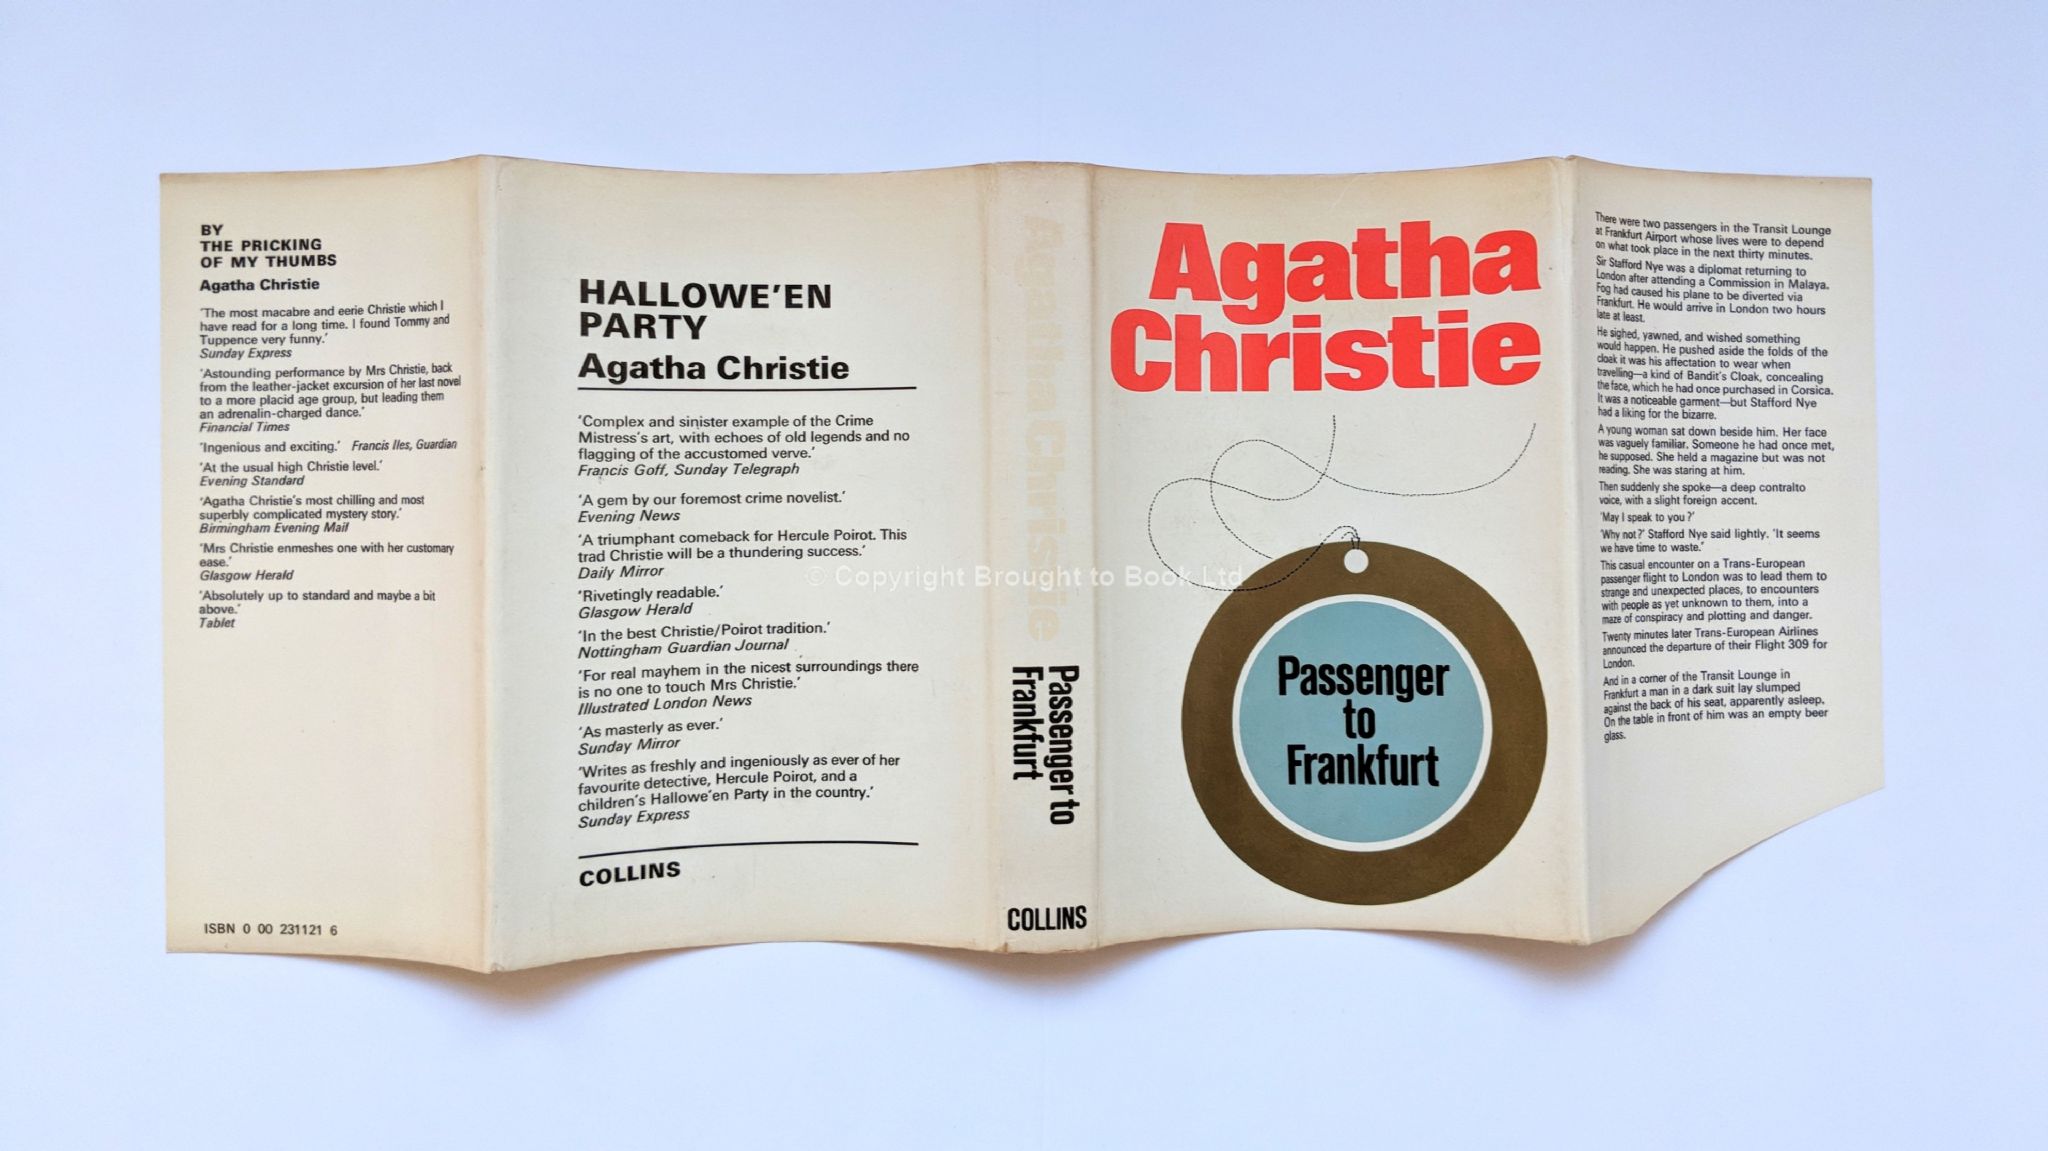 BY
THE PRICKING
OF MY THUMBS
Agatha Christie
'The most macabre and eerie Christie which I
have read for a long time. I found Tommy and
Tuppence very funny.'
Sunday Express
'Astounding performance by Mrs Christie, back
from the leather-jacket excursion of her last novel
to a more placid age group, but leading them
an adrenalin-charged dance.'
Financial Times
'Ingenious and exciting.' Francis Iles, Guardian
'At the usual high Christie level.'
Evening Standard
'Agatha Christie's most chilling and most
superbly complicated mystery story.'
Birmingham Evening Mail
'Mrs Christie enmeshes one with her customary
ease.'
Glasgow Herald
'Absolutely up to standard and maybe a bit
above.'
Tablet
ISBN 0 00 231121 6
HALLOWE'EN
PARTY
Agatha Christie
'Complex and sinister example of the Crime
Mistress's art, with echoes of old legends and no
flagging of the accustomed verve.'
Francis Goff, Sunday Telegraph
'A gem by our foremost crime novelist.'
Evening News
'A triumphant comeback for Hercule Poirot. This
trad Christie will be a thundering success.'
Daily Mirror
'Rivetingly readable.'
Glasgow Herald
'In the best Christie/Poirot tradition.'
Nottingham Guardian Journal
'For real mayhem in the nicest surroundings there
is no one to touch Mrs Christie.'
Illustrated London News
'As masterly as ever.'
Sunday Mirror
'Writes as freshly and ingeniously as ever of her
favourite detective, Hercule Poirot, and a
children's Hallowe'en Party in the country.'
Sunday Express
COLLINS
Agatha Christie
Passenger to
Frankfurt
COLLINS
Agatha
Christie
Passenger
to
Frankfurt
There were two passengers in the Transit Lounge
at Frankfurt Airport whose lives were to depend
on what took place in the next thirty minutes.
Sir Stafford Nye was a diplomat returning to
London after attending a Commission in Malaya.
Fog had caused his plane to be diverted via
Frankfurt. He would arrive in London two hours
late at least.
He sighed, yawned, and wished something
would happen. He pushed aside the folds of the
cloak it was his affectation to wear when
travelling—a kind of Bandit's Cloak, concealing
the face, which he had once purchased in Corsica.
It was a noticeable garment—but Stafford Nye
had a liking for the bizarre.
A young woman sat down beside him. Her face
was vaguely familiar. Someone he had once met,
he supposed. She held a magazine but was not
reading. She was staring at him.
Then suddenly she spoke—a deep contralto
voice, with a slight foreign accent.
'May I speak to you?'
'Why not?' Stafford Nye said lightly. 'It seems
we have time to waste.'
This casual encounter on a Trans-European
passenger flight to London was to lead them to
strange and unexpected places, to encounters
with people as yet unknown to them, into a
maze of conspiracy and plotting and danger.
Twenty minutes later Trans-European Airlines
announced the departure of their Flight 309 for
London.
And in a corner of the Transit Lounge in
Frankfurt a man in a dark suit lay slumped
against the back of his seat, apparently asleep.
On the table in front of him was an empty beer
glass.
© Copyright Brought to Book Ltd